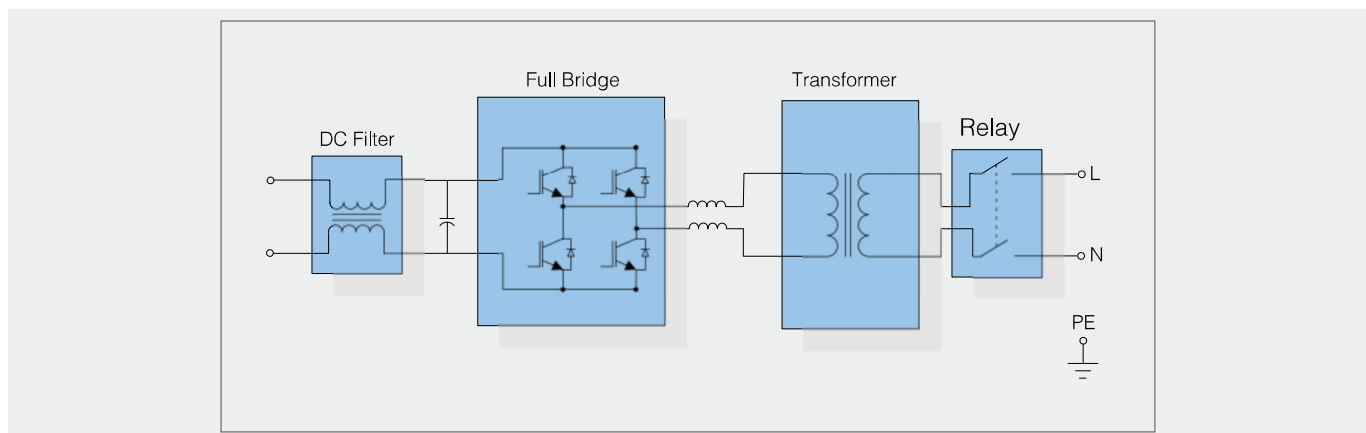 Full Bridge
Transformer
DC Filter
Relay
L
N
PE